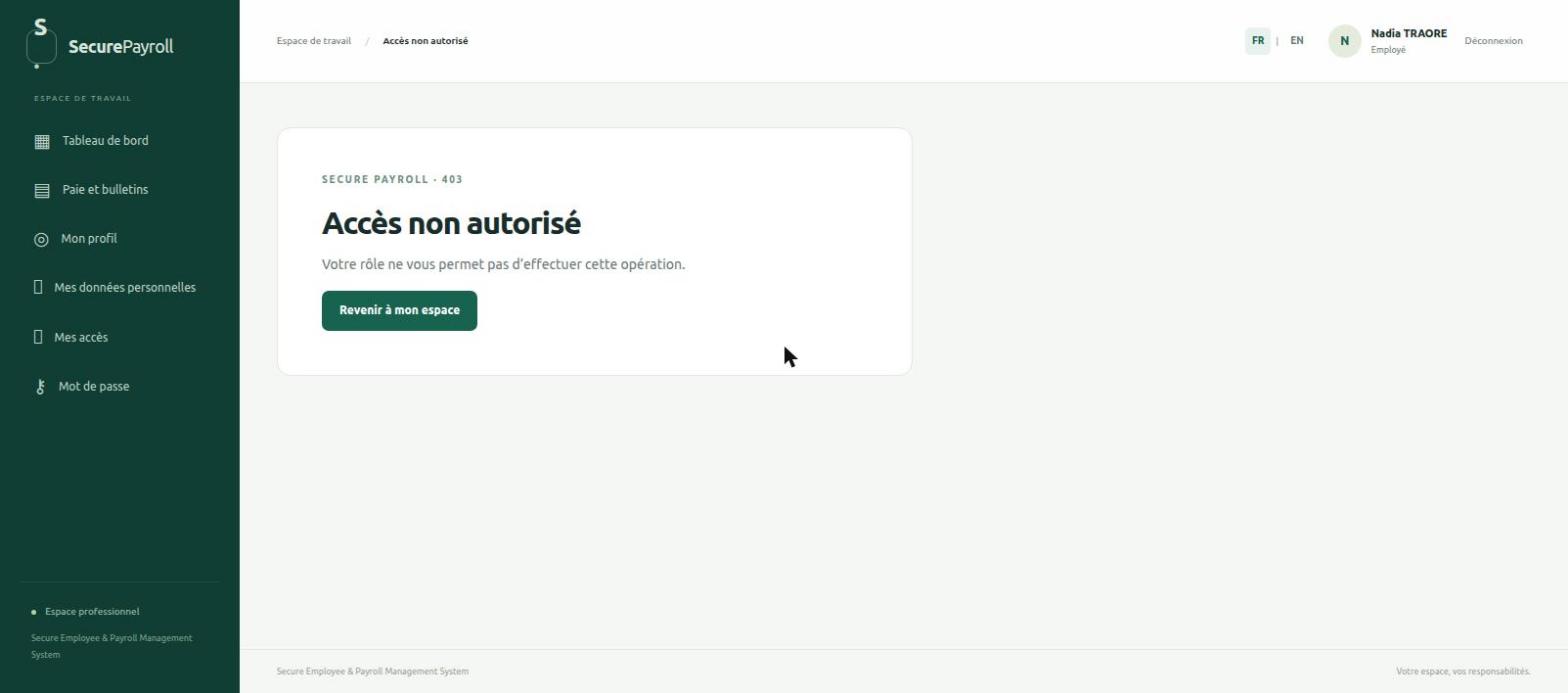 S
SecurePayroll
ESPACE DE TRAVAIL
Tableau de bord
Paie et bulletins
Mon profil
Mes données personnelles
Mes accès
Mot de passe
Espace professionnel
Secure Employee & Payroll Management
System
Espace de travail / Accès non autorisé
FR | EN
N
Nadia TRAORE
Employé
Déconnexion
SECURE PAYROLL · 403
Accès non autorisé
Votre rôle ne vous permet pas d’effectuer cette opération.
Revenir à mon espace
Secure Employee & Payroll Management System
Votre espace, vos responsabilités.